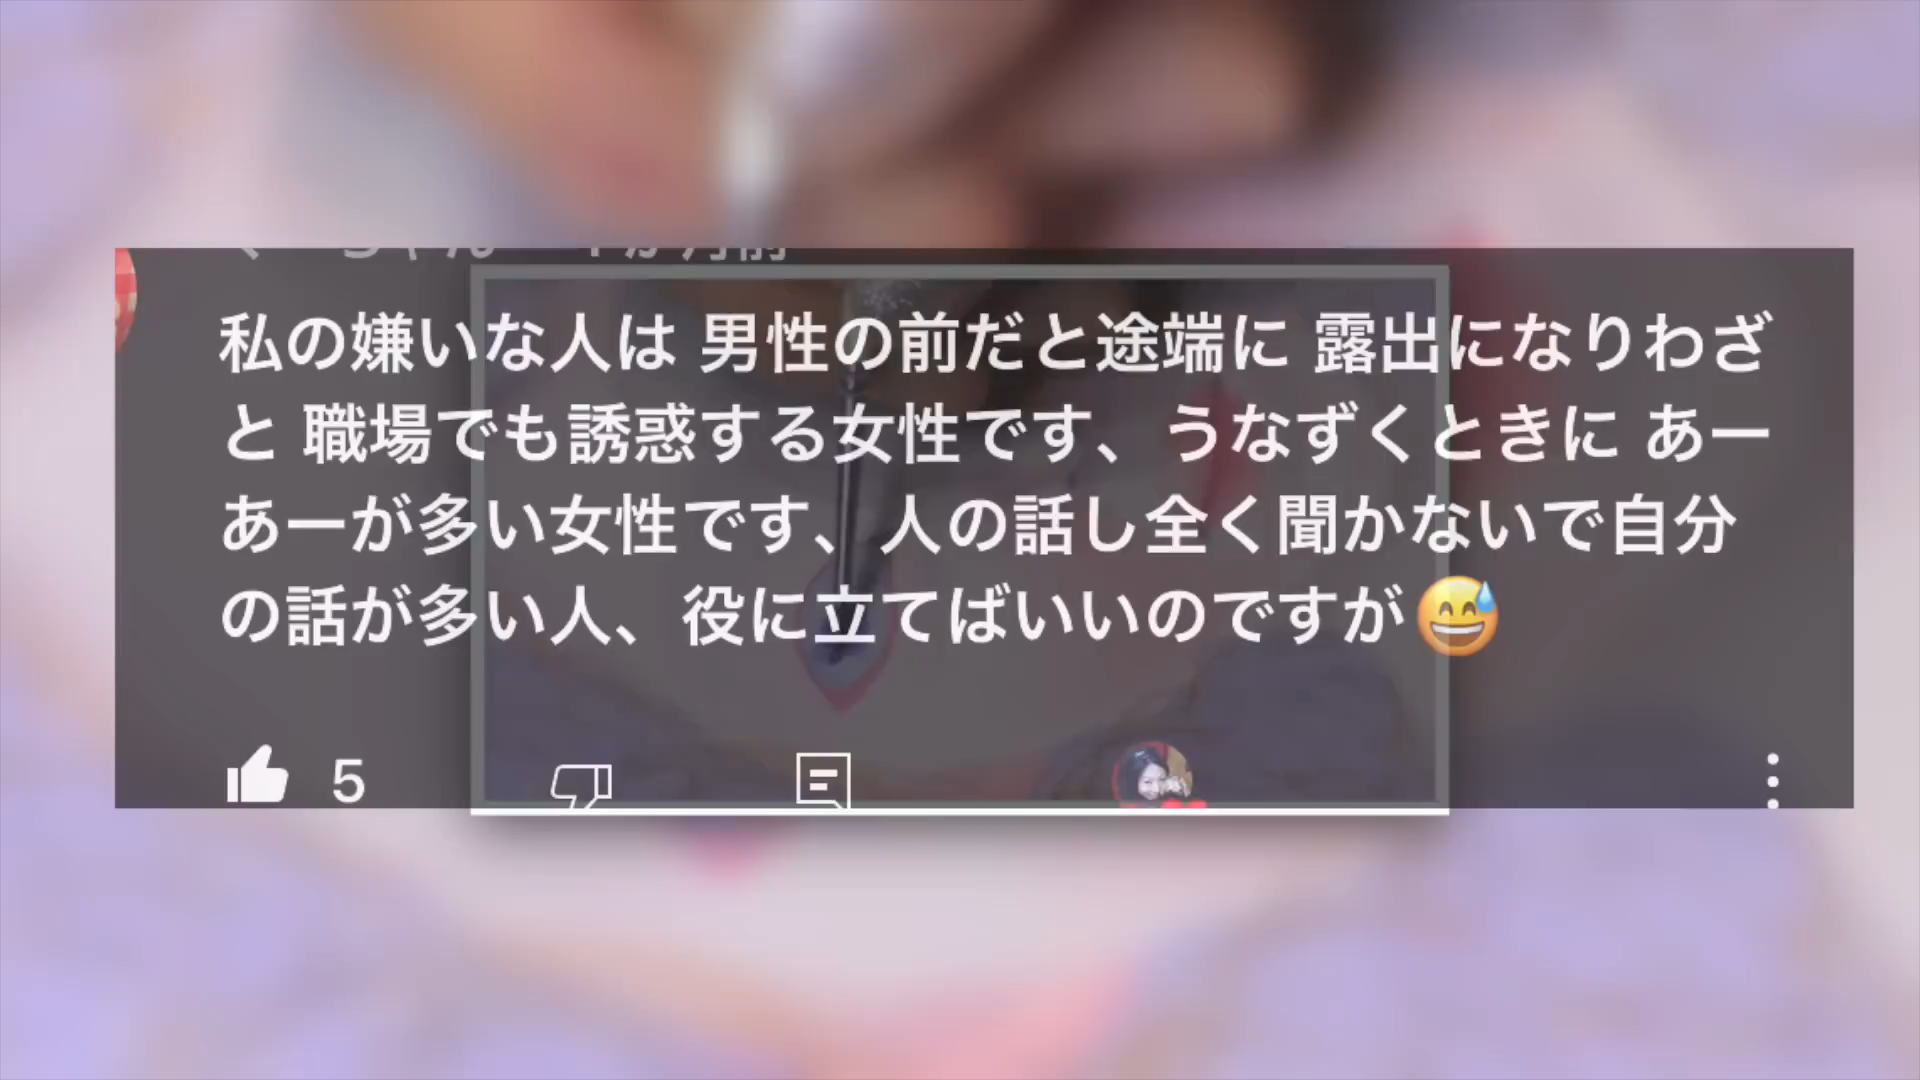 私の嫌いな人は 男性の前だと途端に 露出になりわざ
と 職場でも誘惑する女性です、うなずくときに あー
あーが多い女性です、人の話し全く聞かないで自分
の話が多い人、役に立てばいいのですが😅
5